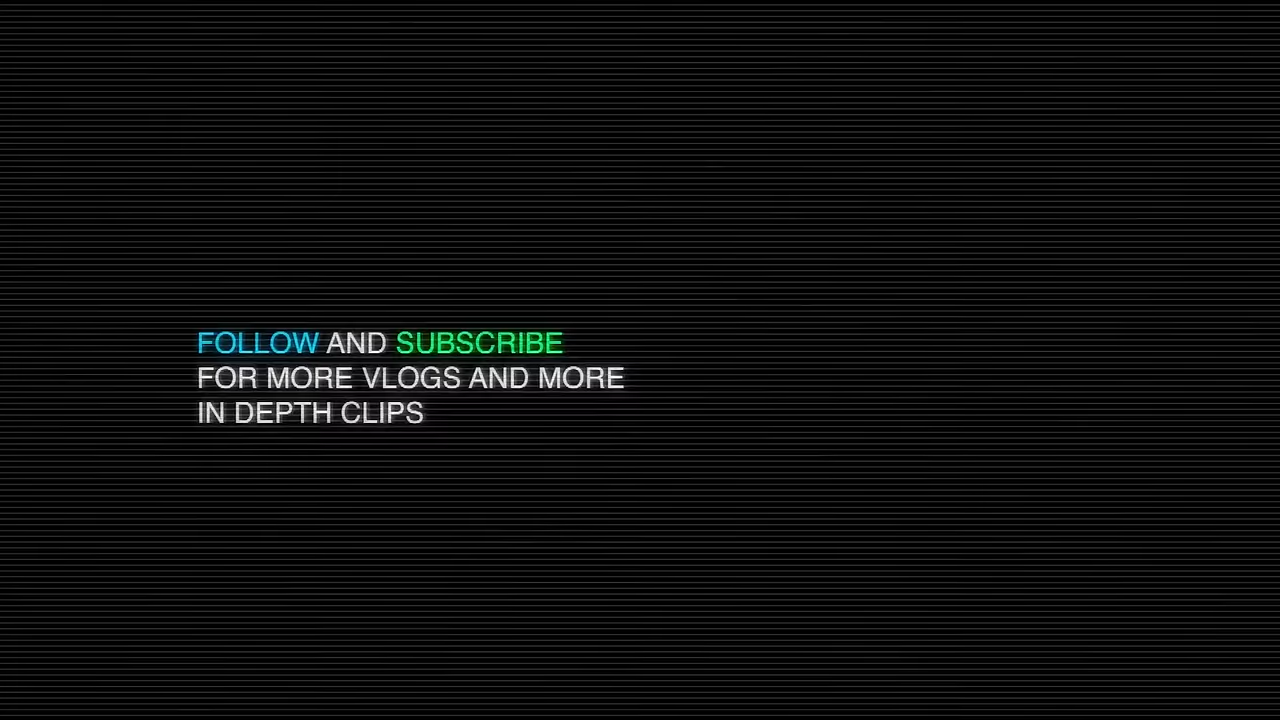 FOLLOW AND SUBSCRIBE
FOR MORE VLOGS AND MORE
IN DEPTH CLIPS